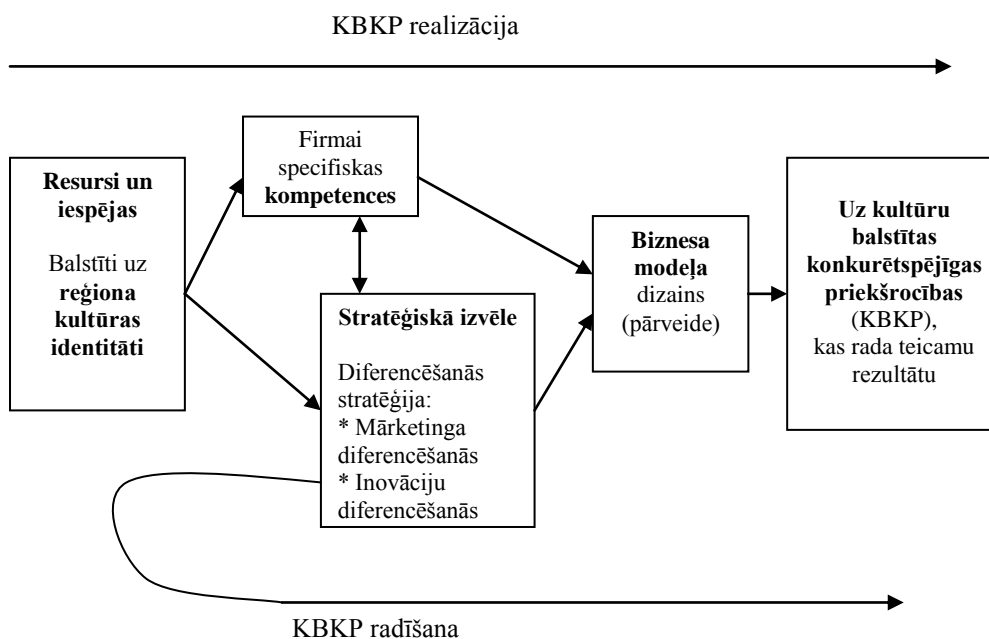 KBKP realizācija
Resursi un
iespējas
Balstīti uz
reģiona
kultūras
identitāti
Firmai
specifiskas
kompetences
Stratēģiskā izvēle
Diferencēšanās
stratēģija:
* Mārketinga
diferencēšanās
* Inovāciju
diferencēšanās
Biznesa
modeļa
dizains
(pārveide)
Uz kultūru
balstītas
konkurētspējīgas
priekšrocības
(KBKP),
kas rada teicamu
rezultātu
KBKP radīšana